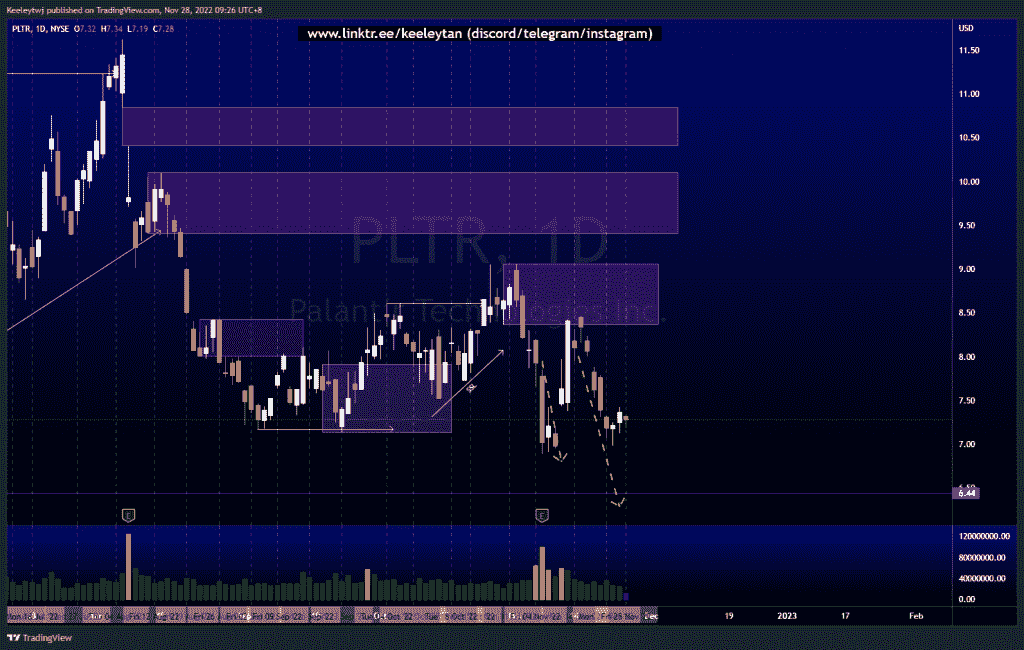 Keeleytwj published on TradingView.com, Nov 28, 2022 09:26 UTC+8
PLTR, 1D, NYSE O7.32 H7.34 L7.19 C7.28
www.linktr.ee/keeleytan (discord/telegram/instagram)
USD
11.50
11.00
10.50
10.00
9.50
9.00
8.50
8.00
7.50
7.00
6.44
PLTR, 1D
Palantir Technologies Inc.
E
E
120000000.00
80000000.00
40000000.00
0.00
19
2023
17
Feb
TradingView